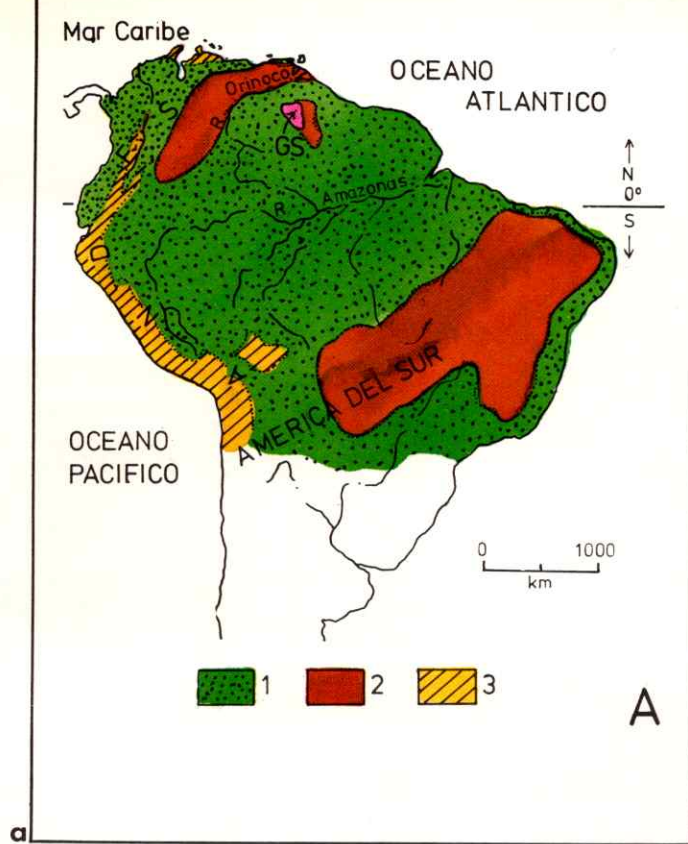 Mar Caribe
OCEANO
ATLANTICO
R Orinoco
GS
N
0°
S
R Amazonas
ANDES
AMERICA DEL SUR
OCEANO
PACIFICO
0 1000
km
1 2 3
A
a